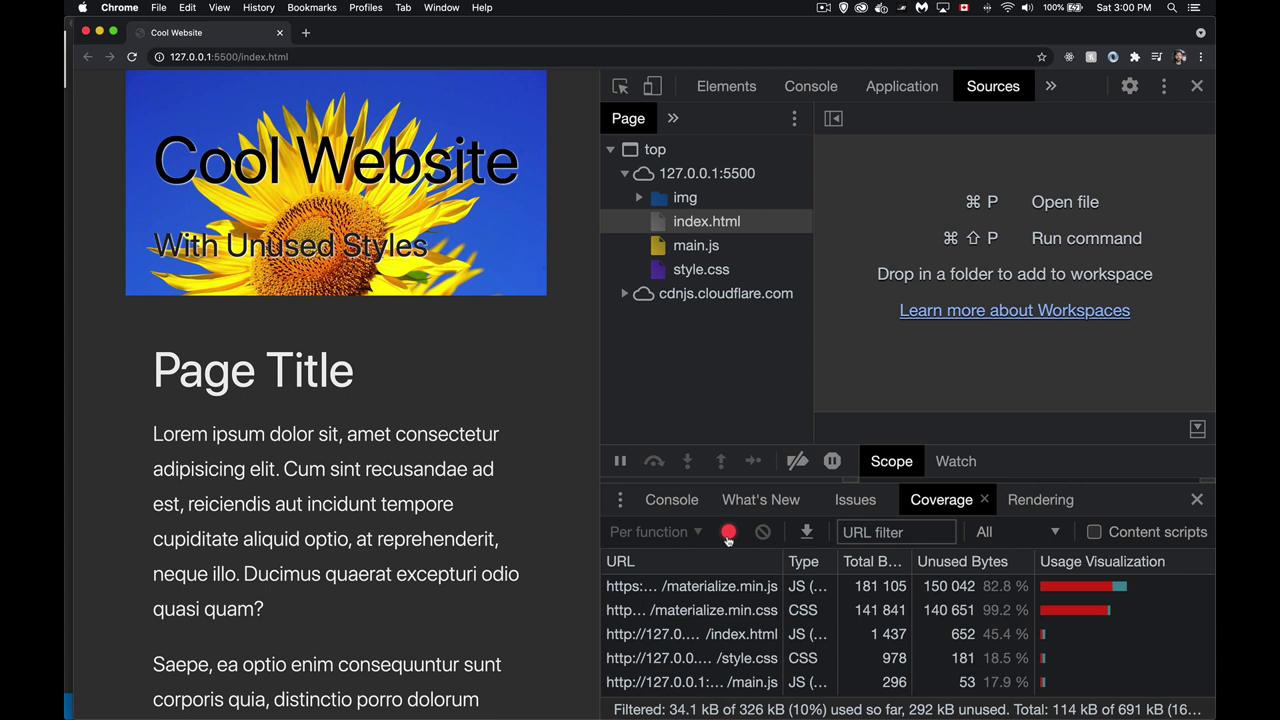 Chrome File Edit View History Bookmarks Profiles Tab Window Help 100% Sat 3:00 PM
Cool Website
127.0.0.1:5500/index.html
Cool Website
With Unused Styles
Page Title
Lorem ipsum dolor sit, amet consectetur
adipisicing elit. Cum sint recusandae ad
est, reiciendis aut incidunt tempore
cupiditate aliquid optio, at reprehenderit,
neque illo. Ducimus quaerat excepturi odio
quasi quam?
Saepe, ea optio enim consequuntur sunt
corporis quia, distinctio porro dolorum
Elements Console Application Sources »
Page »
top
127.0.0.1:5500
img
index.html
main.js
style.css
cdnjs.cloudflare.com
⌘ P Open file
⌘ ⇧ P Run command
Drop in a folder to add to workspace
Learn more about Workspaces
Scope Watch
Console What's New Issues Coverage × Rendering
Per function URL filter All Content scripts
URL Type Total B… Unused Bytes Usage Visualization
https:… /materialize.min.js JS (… 181 105 150 042 82.8 %
http… /materialize.min.css CSS 141 841 140 651 99.2 %
http://127.0.… /index.html JS (… 1 437 652 45.4 %
http://127.0.0… /style.css CSS 978 181 18.5 %
http://127.0.0.1:… /main.js JS (… 296 53 17.9 %
Filtered: 34.1 kB of 326 kB (10%) used so far, 292 kB unused. Total: 114 kB of 691 kB (16…